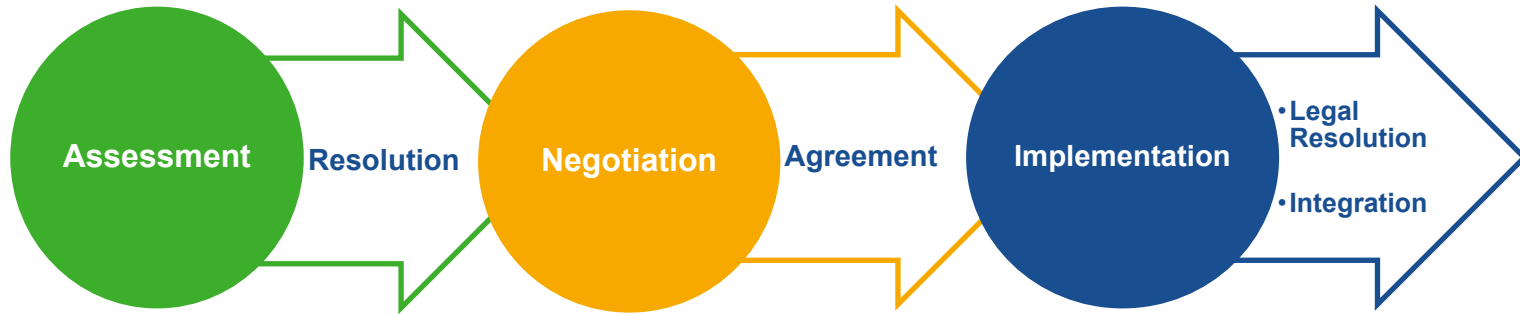 Assessment
Resolution
Negotiation
Agreement
Implementation
•Legal
Resolution
•Integration